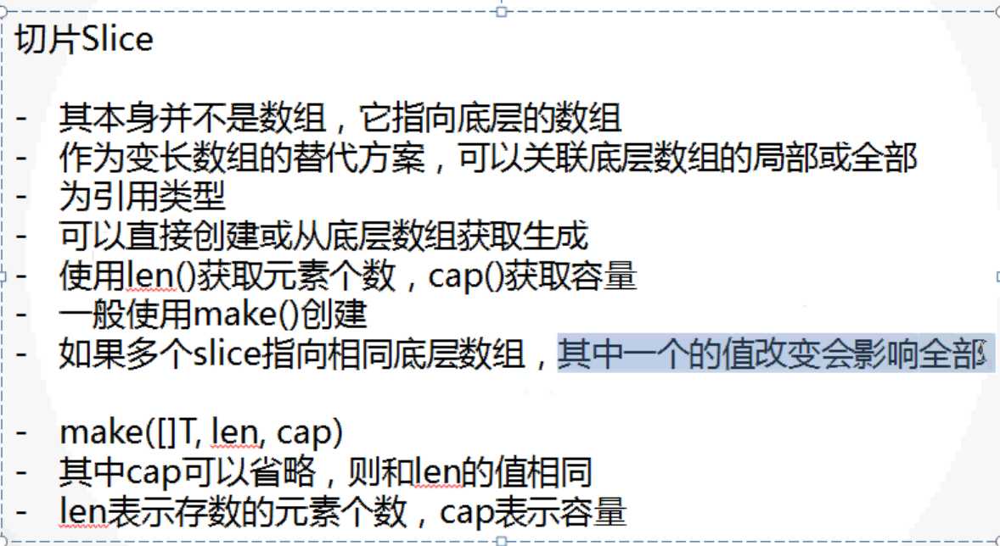 切片Slice
- 其本身并不是数组，它指向底层的数组
- 作为变长数组的替代方案，可以关联底层数组的局部或全部
- 为引用类型
- 可以直接创建或从底层数组获取生成
- 使用len()获取元素个数，cap()获取容量
- 一般使用make()创建
- 如果多个slice指向相同底层数组，其中一个的值改变会影响全部
- make([]T, len, cap)
- 其中cap可以省略，则和len的值相同
- len表示存数的元素个数，cap表示容量